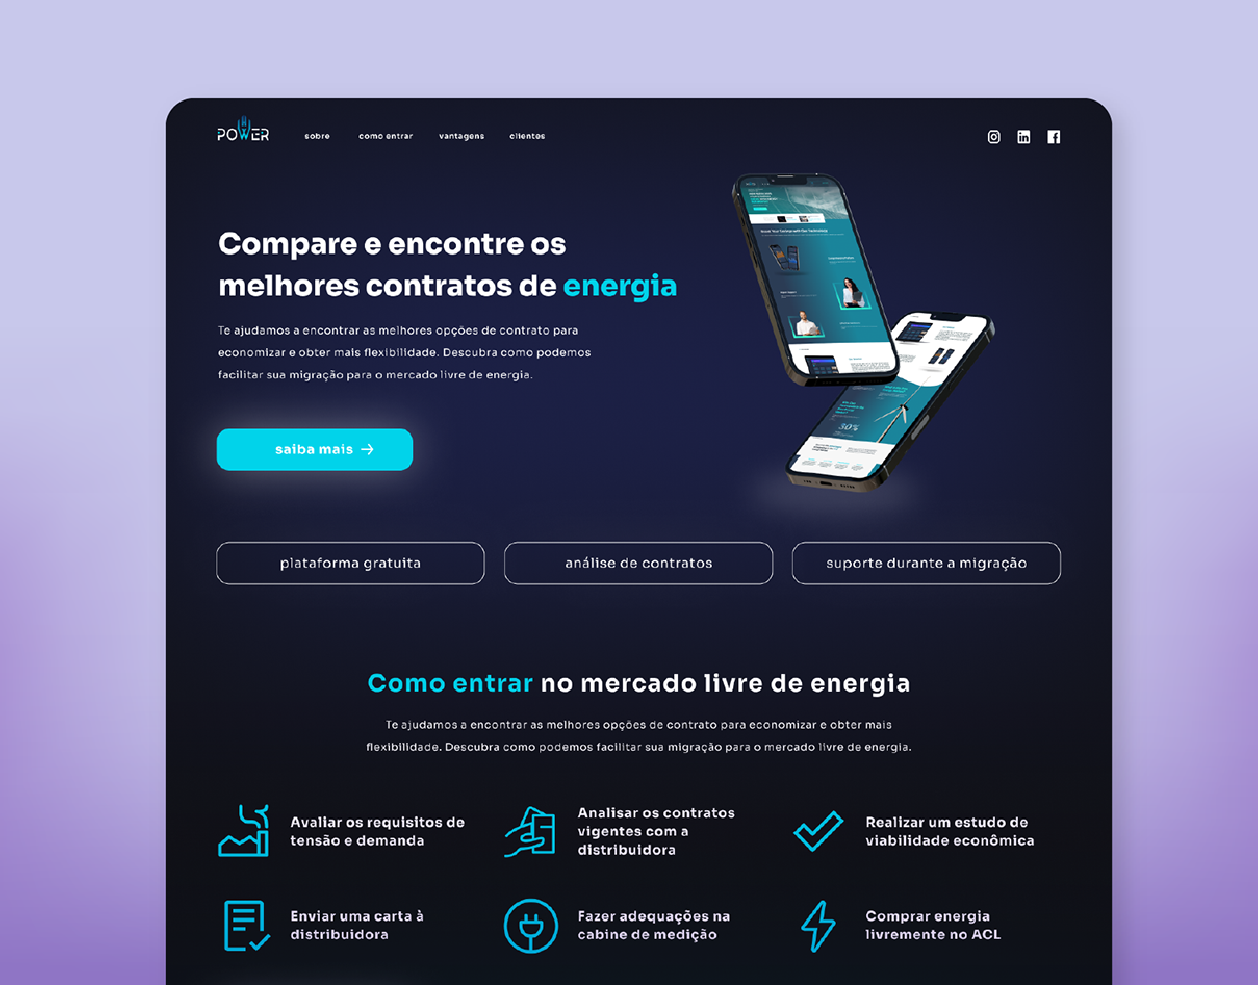 POWER
sobre
como entrar
vantagens
clientes
Compare e encontre os
melhores contratos de energia
Te ajudamos a encontrar as melhores opções de contrato para
economizar e obter mais flexibilidade. Descubra como podemos
facilitar sua migração para o mercado livre de energia.
saiba mais
30%
plataforma gratuita
análise de contratos
suporte durante a migração
Como entrar no mercado livre de energia
Te ajudamos a encontrar as melhores opções de contrato para economizar e obter mais
flexibilidade. Descubra como podemos facilitar sua migração para o mercado livre de energia.
Avaliar os requisitos de
tensão e demanda
Analisar os contratos
vigentes com a
distribuidora
Realizar um estudo de
viabilidade econômica
Enviar uma carta à
distribuidora
Fazer adequações na
cabine de medição
Comprar energia
livremente no ACL